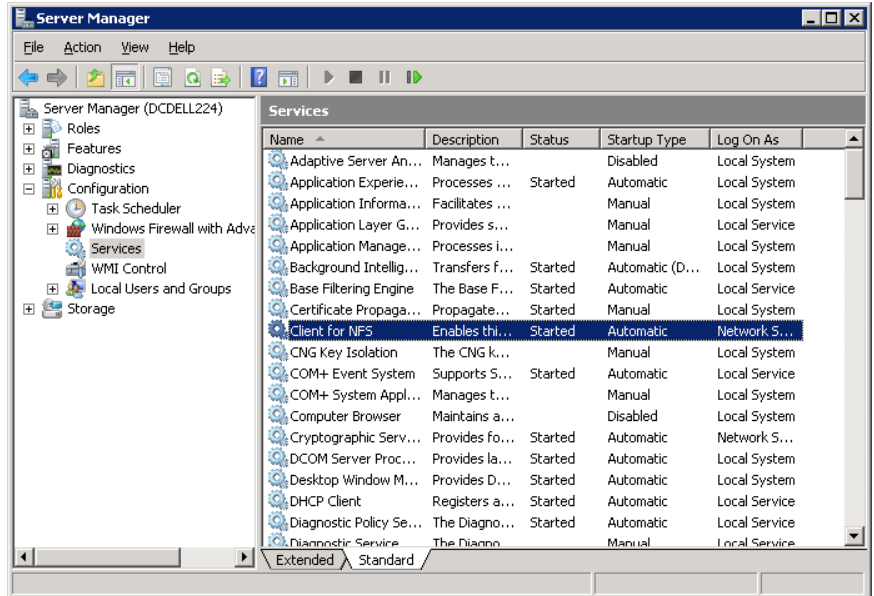 Server Manager
File Action View Help
Server Manager (DCDELL224)
Roles
Features
Diagnostics
Configuration
Task Scheduler
Windows Firewall with Adva
Services
WMI Control
Local Users and Groups
Storage
Services
Name Description Status Startup Type Log On As
Adaptive Server An... Manages t... Disabled Local System
Application Experie... Processes ... Started Automatic Local System
Application Informa... Facilitates ... Manual Local System
Application Layer G... Provides s... Manual Local Service
Application Manage... Processes i... Manual Local System
Background Intellig... Transfers f... Started Automatic (D... Local System
Base Filtering Engine The Base F... Started Automatic Local Service
Certificate Propaga... Propagate... Started Manual Local System
Client for NFS Enables thi... Started Automatic Network S...
CNG Key Isolation The CNG k... Manual Local System
COM+ Event System Supports S... Started Automatic Local Service
COM+ System Appl... Manages t... Manual Local System
Computer Browser Maintains a... Disabled Local System
Cryptographic Serv... Provides fo... Started Automatic Network S...
DCOM Server Proc... Provides la... Started Automatic Local System
Desktop Window M... Provides D... Started Automatic Local System
DHCP Client Registers a... Started Automatic Local Service
Diagnostic Policy Se... The Diagno... Started Automatic Local Service
Diagnostic Service The Diagno Manual Local Service
Extended Standard